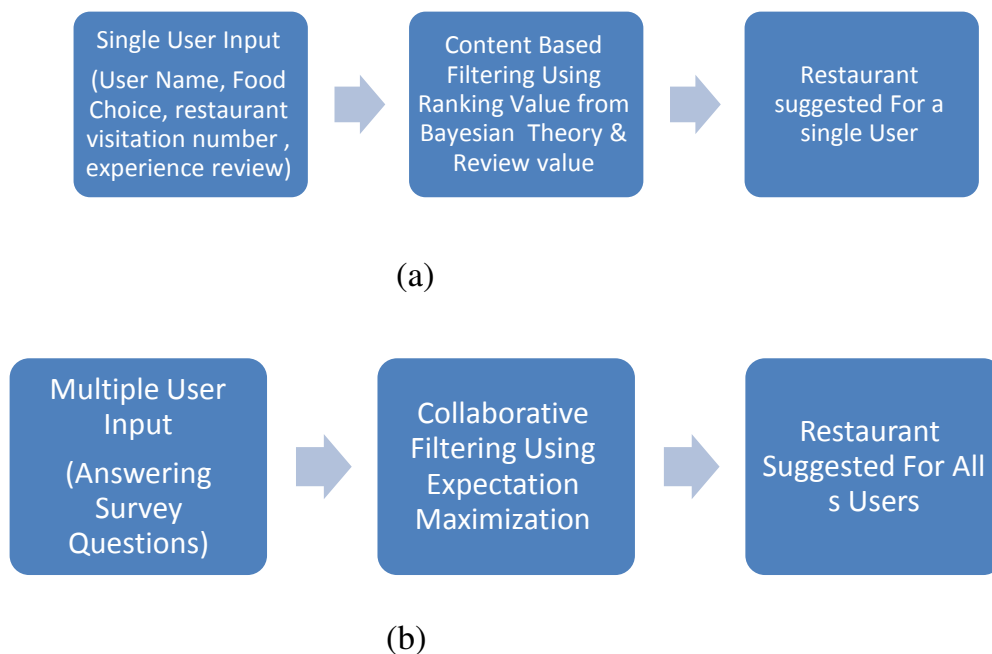 Single User Input
(User Name, Food
Choice, restaurant
visitation number ,
experience review)
Content Based
Filtering Using
Ranking Value from
Bayesian Theory &
Review value
Restaurant
suggested For a
single User
(a)
Multiple User
Input
(Answering
Survey
Questions)
Collaborative
Filtering Using
Expectation
Maximization
Restaurant
Suggested For All
s Users
(b)